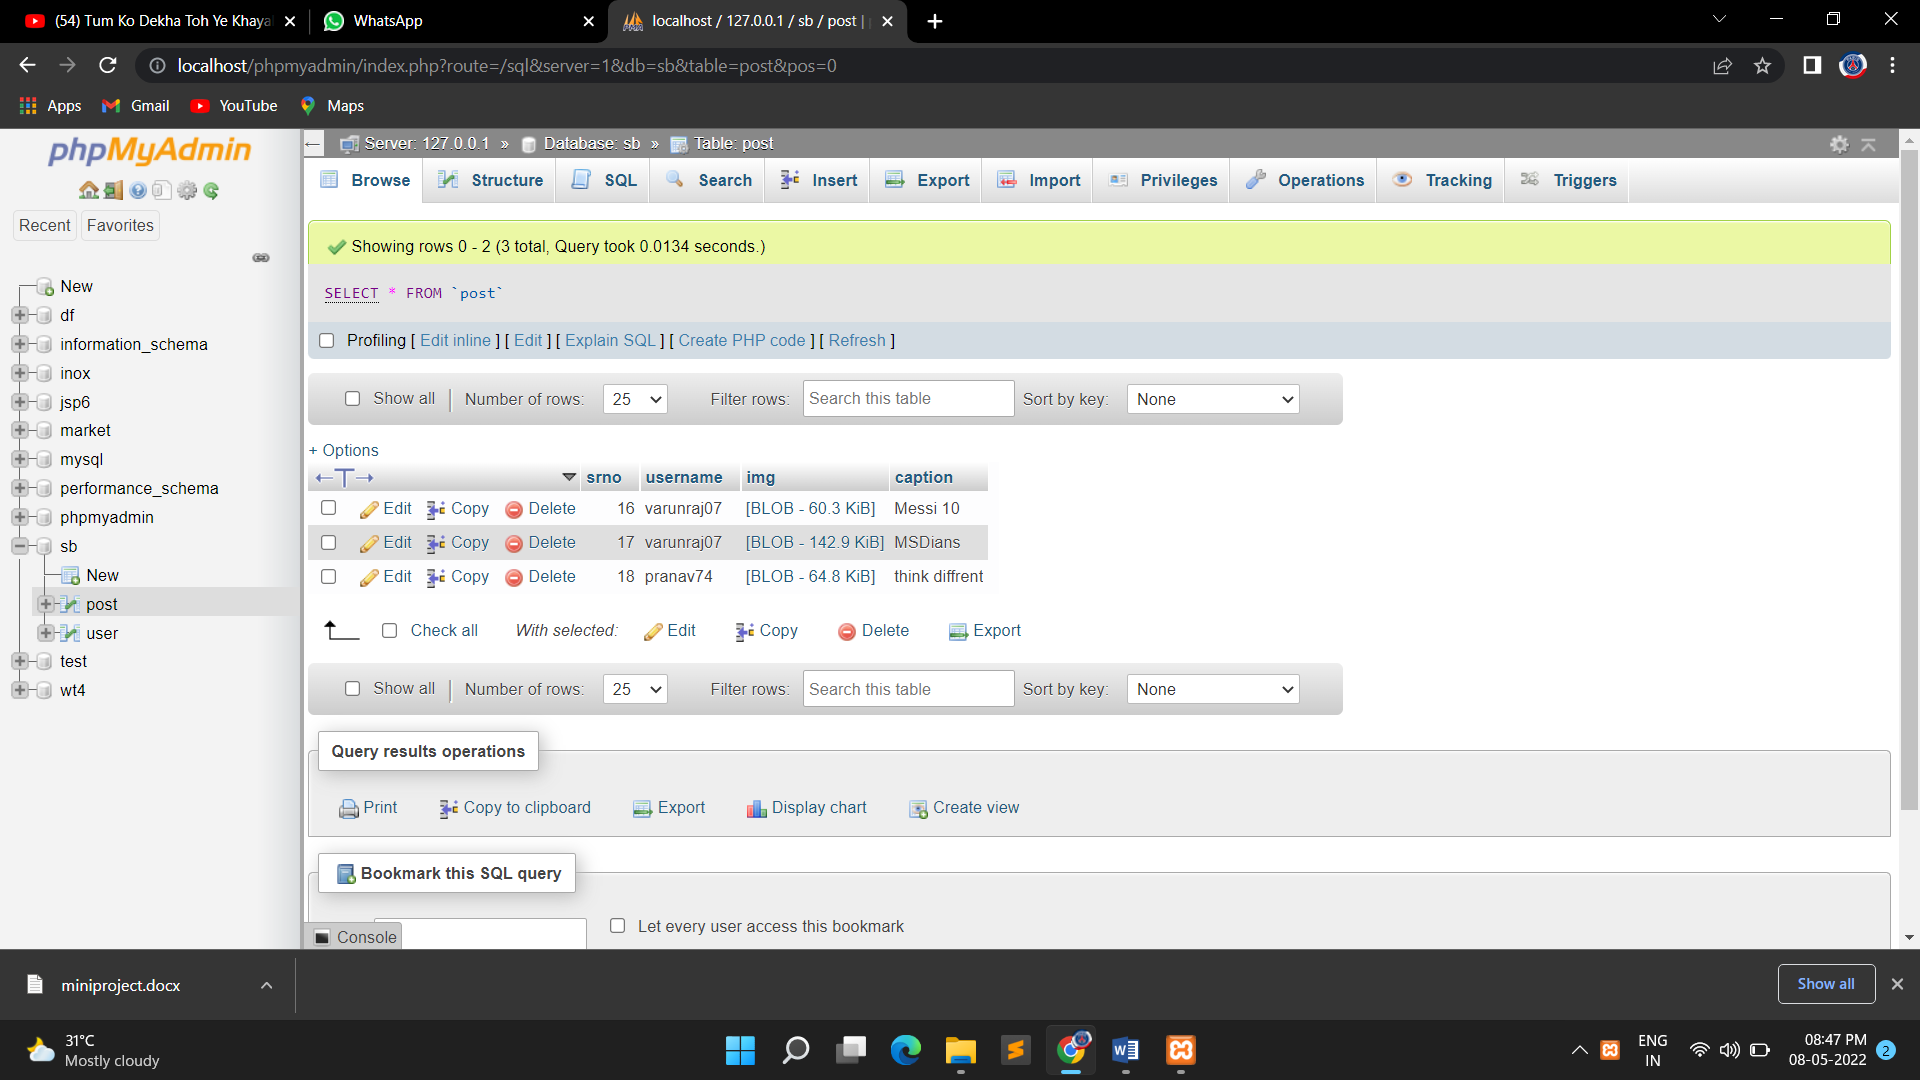 (54) Tum Ko Dekha Toh Ye Khaya
WhatsApp
localhost / 127.0.0.1 / sb / post |
localhost/phpmyadmin/index.php?route=/sql&server=1&db=sb&table=post&pos=0
Apps Gmail YouTube Maps
phpMyAdmin
Recent Favorites
New
df
information_schema
inox
jsp6
market
mysql
performance_schema
phpmyadmin
sb
New
post
user
test
wt4
Server: 127.0.0.1 » Database: sb » Table: post
Browse Structure SQL Search Insert Export Import Privileges Operations Tracking Triggers
Showing rows 0 - 2 (3 total, Query took 0.0134 seconds.)
SELECT * FROM `post`
Profiling [ Edit inline ] [ Edit ] [ Explain SQL ] [ Create PHP code ] [ Refresh ]
Show all | Number of rows: 25 Filter rows: Search this table Sort by key: None
+ Options
←T→ srno username img caption
Edit Copy Delete 16 varunraj07 [BLOB - 60.3 KiB] Messi 10
Edit Copy Delete 17 varunraj07 [BLOB - 142.9 KiB] MSDians
Edit Copy Delete 18 pranav74 [BLOB - 64.8 KiB] think diffrent
Check all With selected: Edit Copy Delete Export
Show all | Number of rows: 25 Filter rows: Search this table Sort by key: None
Query results operations
Print Copy to clipboard Export Display chart Create view
Bookmark this SQL query
Let every user access this bookmark
Console
miniproject.docx
Show all
31°C
Mostly cloudy
ENG
IN
08:47 PM
08-05-2022
2